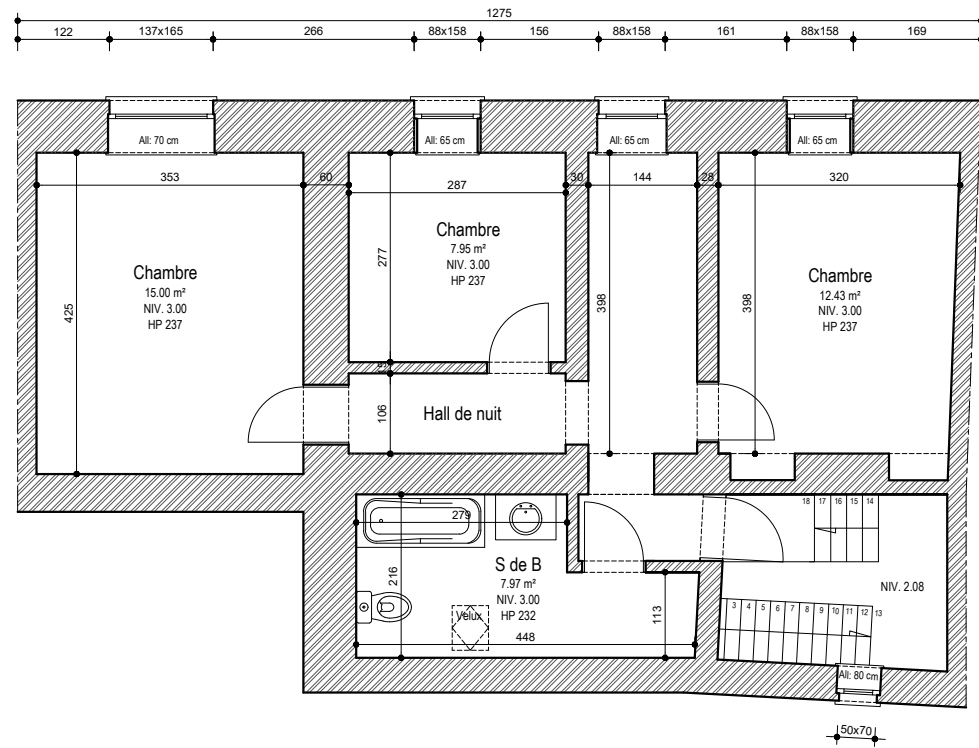 1275
122 137x165 266 88x158 156 88x158 161 88x158 169
All: 70 cm All: 65 cm All: 65 cm All: 65 cm
353 60 287 30 144 28 320
Chambre
15.00 m²
NIV. 3.00
HP 237
425
Chambre
7.95 m²
NIV. 3.00
HP 237
277
398
398
Chambre
12.43 m²
NIV. 3.00
HP 237
15
106
Hall de nuit
279
216
S de B
7.97 m²
NIV. 3.00
HP 232
Velux
448
113
18 17 16 15 14
NIV. 2.08
3 4 5 6 7 8 9 10 11 12 13
All: 80 cm
50x70